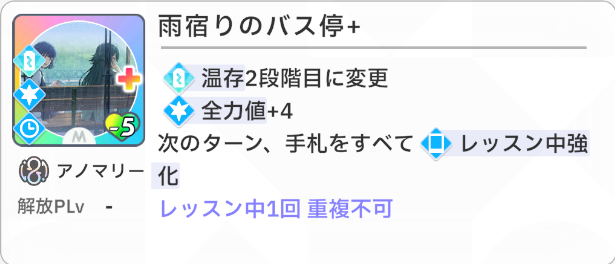 雨宿りのバス停+
温存2段階目に変更
全力値+4
次のターン、手札をすべて レッスン中強
化
レッスン中1回 重複不可
-5
M
アノマリー
解放PLv -